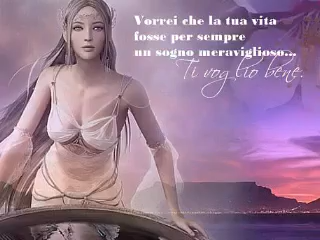 Vorrei che la tua vita
fosse per sempre
un sogno meraviglioso...
Ti voglio bene.